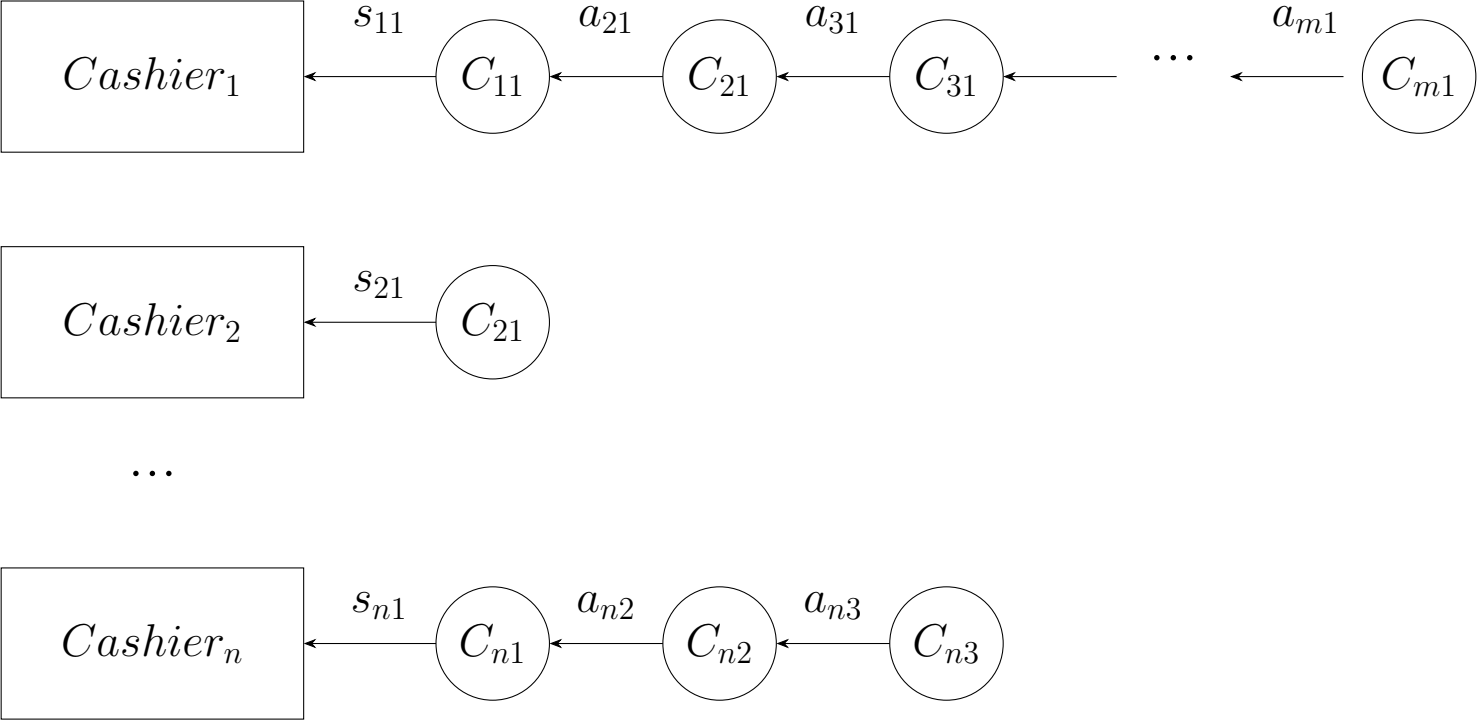 s₁₁ a₂₁ a₃₁ aₘ₁
Cashier₁ C₁₁ C₂₁ C₃₁ ... Cₘ₁
s₂₁
Cashier₂ C₂₁
...
sₙ₁ aₙ₂ aₙ₃
Cashierₙ Cₙ₁ Cₙ₂ Cₙ₃